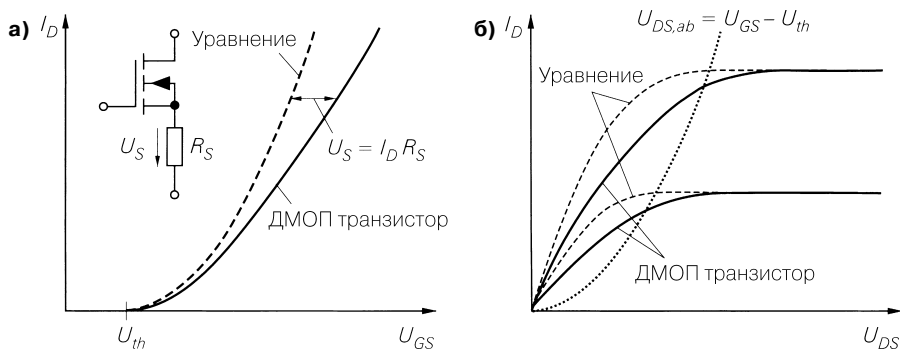 а)
I_D
Уравнение
U_S
R_S
U_S = I_D R_S
ДМОП транзистор
U_th
U_GS
б)
I_D
U_DS,ab = U_GS – U_th
Уравнение
ДМОП транзистор
U_DS